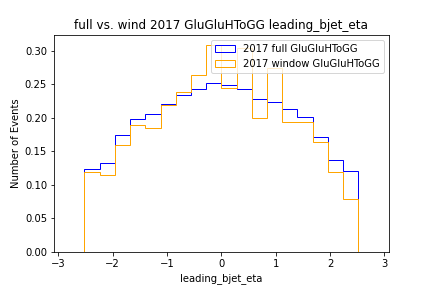 full vs. wind 2017 GluGluHToGG leading_bjet_eta
2017 full GluGluHToGG
2017 window GluGluHToGG
Number of Events
0.30
0.25
0.20
0.15
0.10
0.05
0.00
−3
−2
−1
0
1
2
3
leading_bjet_eta